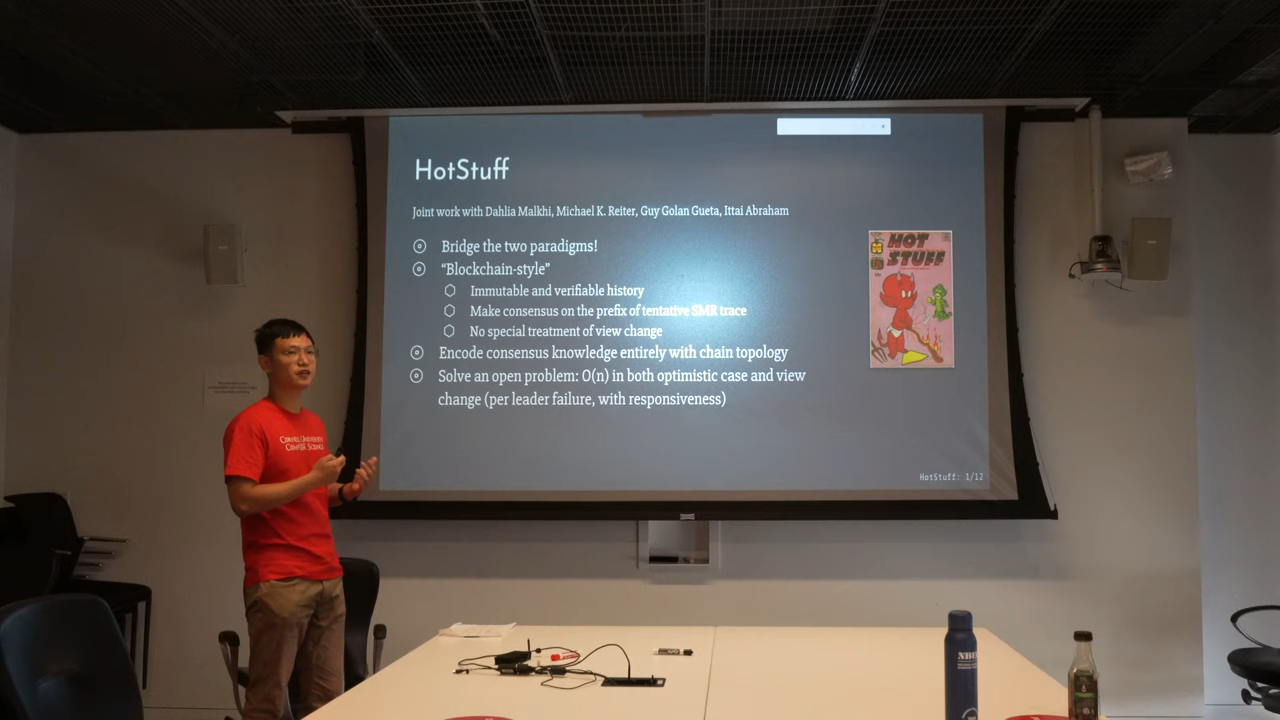 HotStuff
Joint work with Dahlia Malkhi, Michael K. Reiter, Guy Golan Gueta, Ittai Abraham
Bridge the two paradigms!
“Blockchain-style”
Immutable and verifiable history
Make consensus on the prefix of tentative SMR trace
No special treatment of view change
Encode consensus knowledge entirely with chain topology
Solve an open problem: O(n) in both optimistic case and view
change (per leader failure, with responsiveness)
HOT
STUFF
HotStuff: 1/12
CORNELL UNIVERSITY
COMPUTER SCIENCE